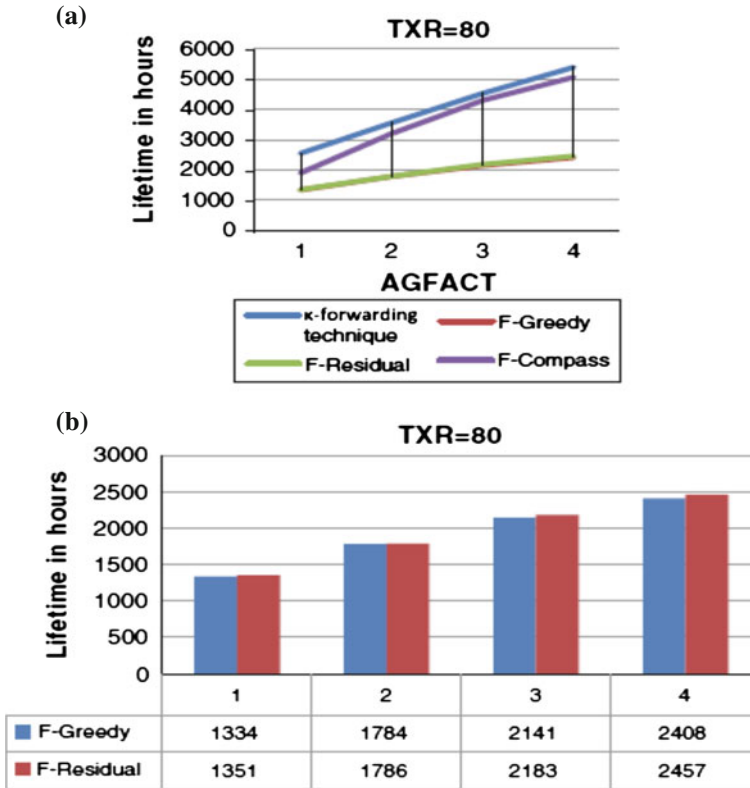 (a)
TXR=80
Lifetime in hours
6000
5000
4000
3000
2000
1000
0
1 2 3 4
AGFACT
κ-forwarding technique
F-Greedy
F-Residual
F-Compass
(b)
TXR=80
Lifetime in hours
3000
2500
2000
1500
1000
500
0
1 2 3 4
F-Greedy 1334 1784 2141 2408
F-Residual 1351 1786 2183 2457